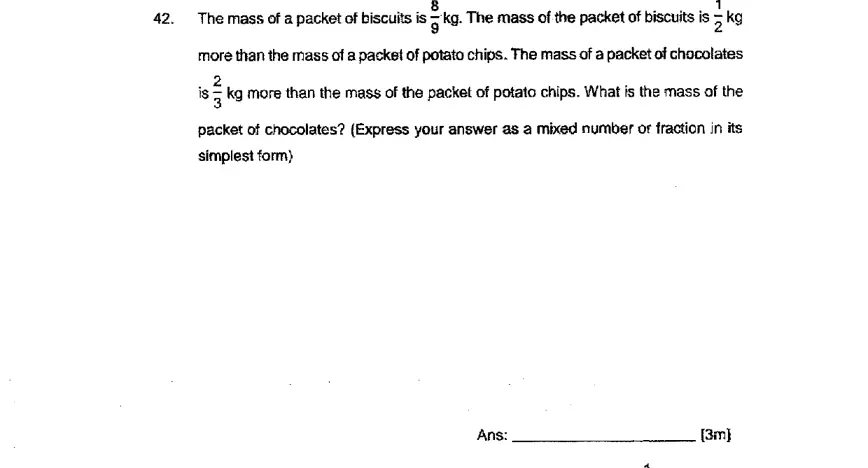 42. The mass of a packet of biscuits is 8/9 kg. The mass of the packet of biscuits is 1/2 kg
more than the mass of a packet of potato chips. The mass of a packet of chocolates
is 2/3 kg more than the mass of the packet of potato chips. What is the mass of the
packet of chocolates? (Express your answer as a mixed number or fraction in its
simplest form)
Ans: ____________________ [3m]